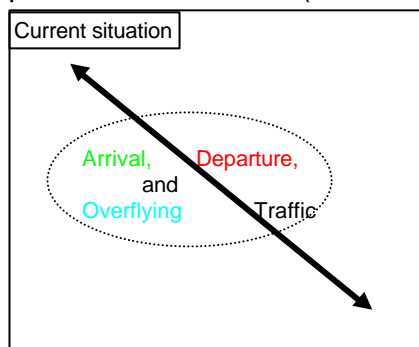 Current situation
Arrival, Departure,
and
Overflying Traffic